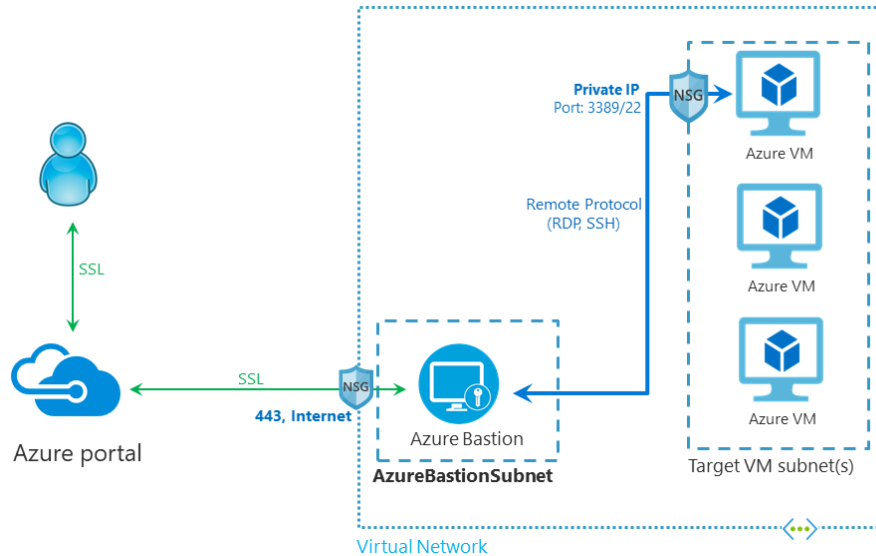 Private IP
Port: 3389/22
NSG
Azure VM
Remote Protocol
(RDP, SSH)
Azure VM
SSL
SSL
NSG
443, Internet
Azure Bastion
AzureBastionSubnet
Azure VM
Target VM subnet(s)
Azure portal
Virtual Network